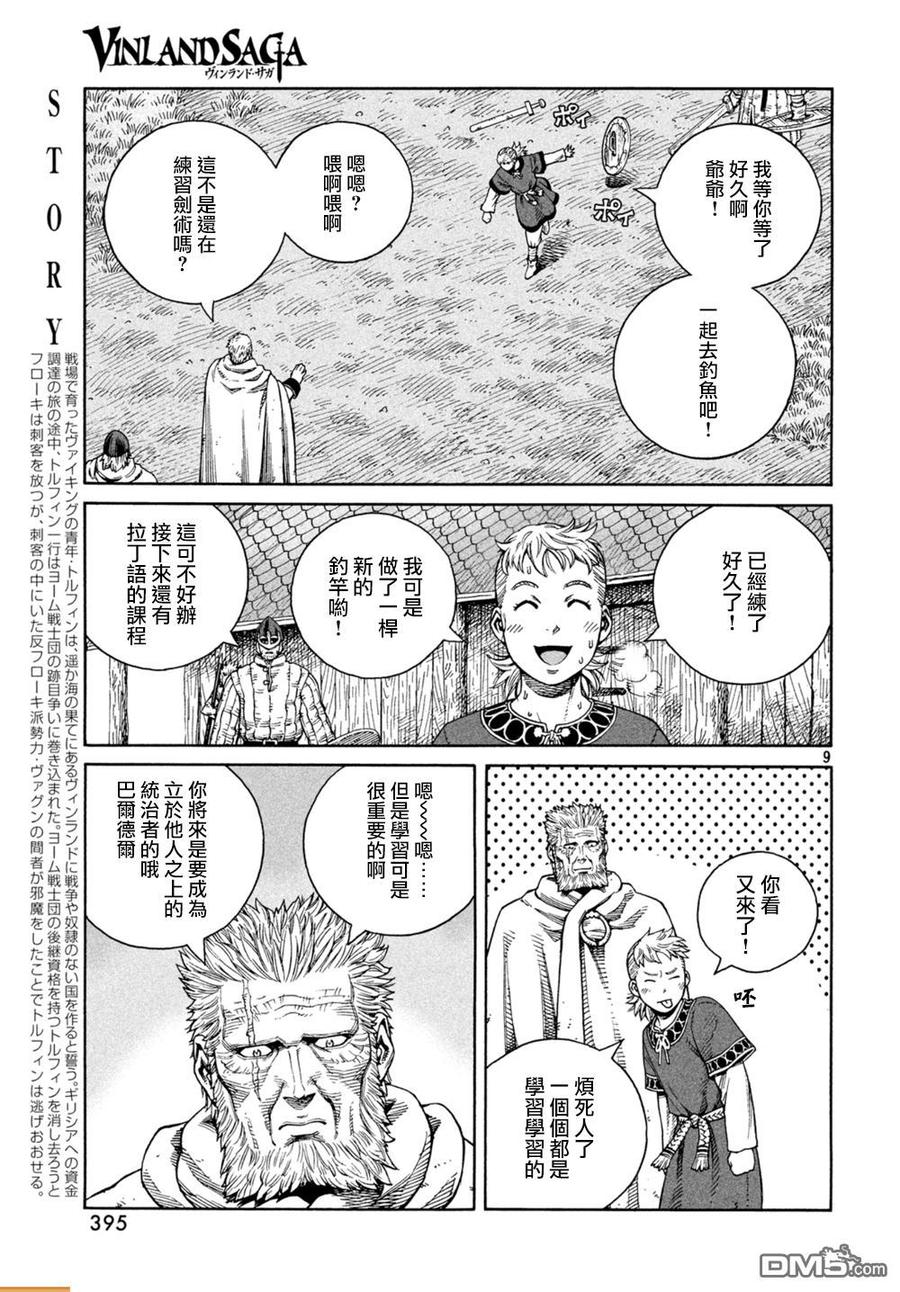 VINLAND SAGA
ヴィンランド・サガ
STORY
戦場で育ったヴァイキングの青年・トルフィンは、遥か海の果てにあるヴィンランドに戦争や奴隷のない国を作ると誓う。ギリシアへの資金
調達の旅の途中、トルフィン一行はヨーム戦士団の跡目争いに巻き込まれた。ヨーム戦士団の後継資格を持つトルフィンを消し去ろうと
フローキは刺客を放つが、刺客の中にいた反フローキ派勢力・ヴァグンの間者が邪魔をしたことでトルフィンは逃げおおせる。
我等你等了
好久啊
爺爺！
一起去釣魚吧！
ポイ
ポイ
嗯嗯？
喂啊喂啊
這不是還在
練習劍術嗎？
已經練了
好久了！
我可是
做了一桿
新的
釣竿喲！
這可不好辦
接下來還有
拉丁語的課程
9
你看
又來了！
呸
煩死人了
一個個都是
學習學習的
嗯～～嗯……
但是學習可是
很重要的啊
你將來是要成為
立於他人之上的
統治者的哦
巴爾德爾
395
DM5.com